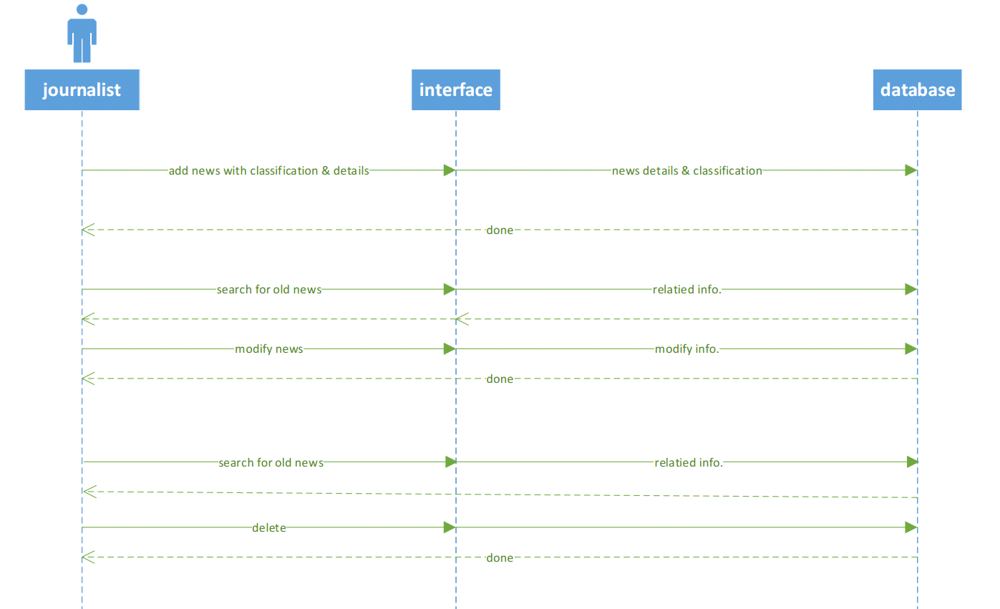 journalist
interface
database
add news with classification & details
news details & classification
done
search for old news
relatied info.
modify news
modify info.
done
search for old news
relatied info.
delete
done